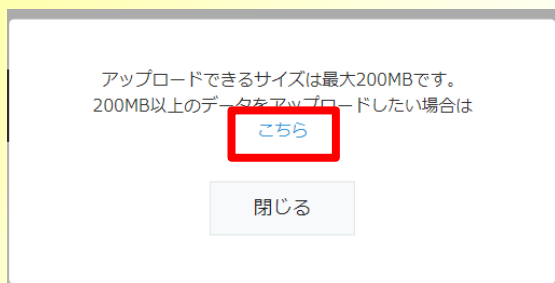 アップロードできるサイズは最大200MBです。
200MB以上のデータをアップロードしたい場合は
こちら
閉じる